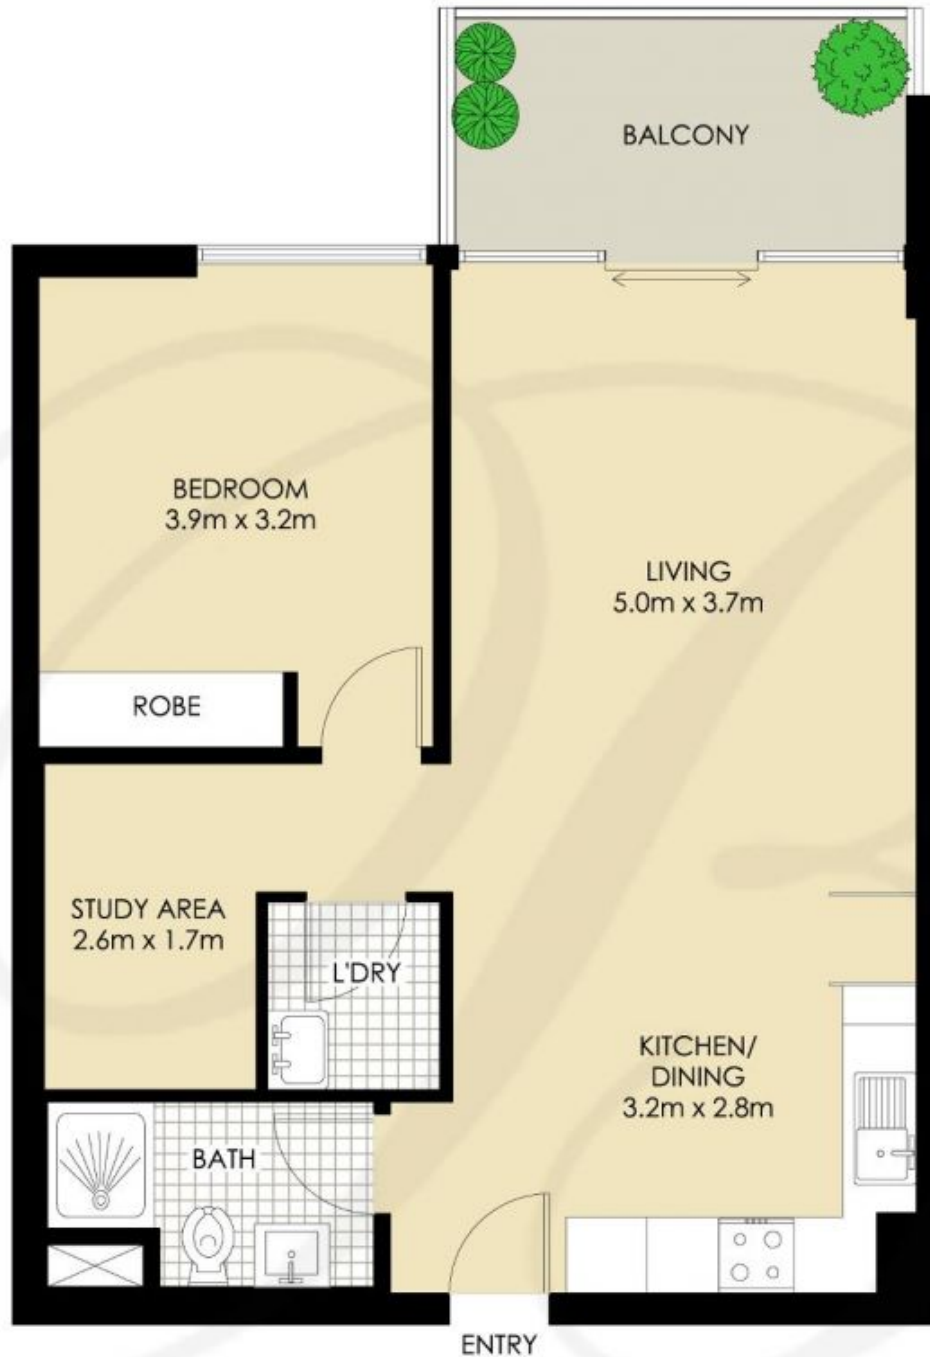 BALCONY
BEDROOM
3.9m x 3.2m
LIVING
5.0m x 3.7m
ROBE
STUDY AREA
2.6m x 1.7m
L'DRY
KITCHEN/
DINING
3.2m x 2.8m
BATH
ENTRY